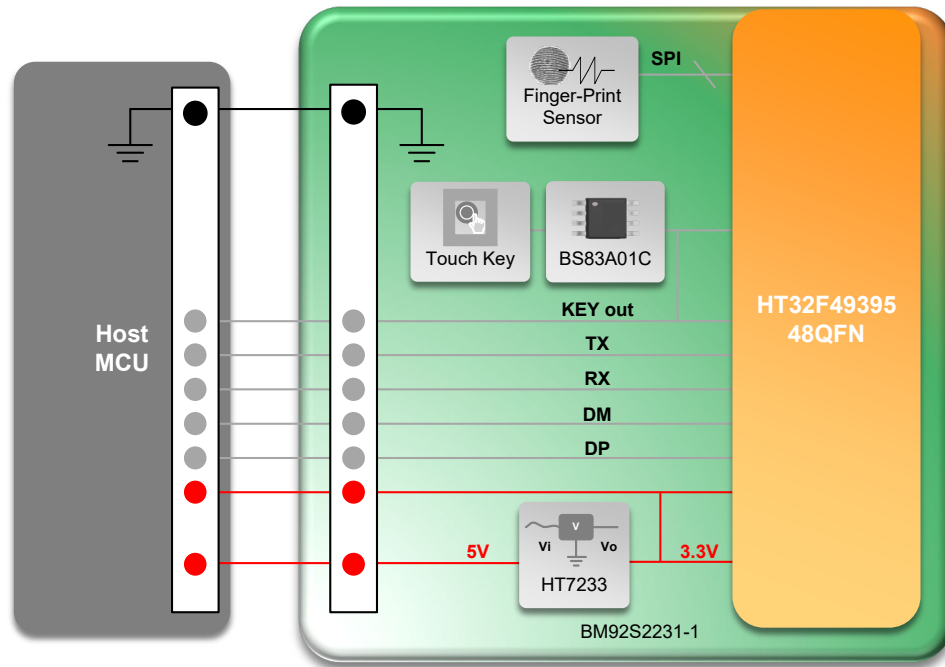 SPI
Finger-Print
Sensor
Touch Key
BS83A01C
HT32F49395
48QFN
Host
MCU
KEY out
TX
RX
DM
DP
V
Vi
Vo
5V
3.3V
HT7233
BM92S2231-1